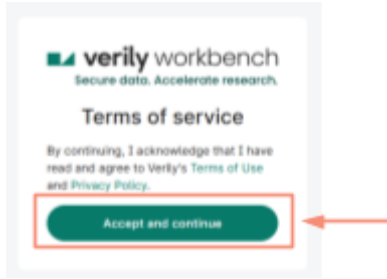 verily workbench
Secure data. Accelerate research.
Terms of service
By continuing, I acknowledge that I have
read and agree to Verily's Terms of Use
and Privacy Policy.
Accept and continue